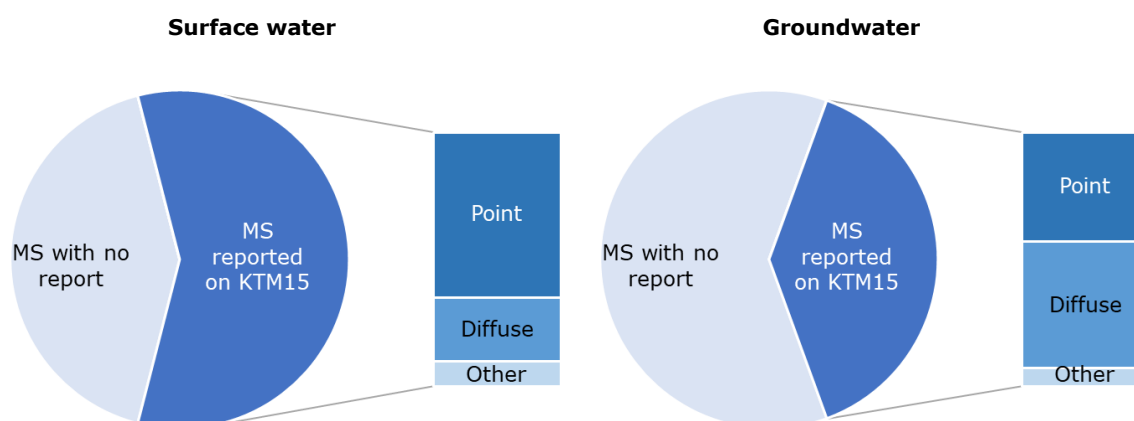 Surface water
MS with no
report
MS
reported
on KTM15
Point
Diffuse
Other
Groundwater
MS with no
report
MS
reported
on KTM15
Point
Diffuse
Other